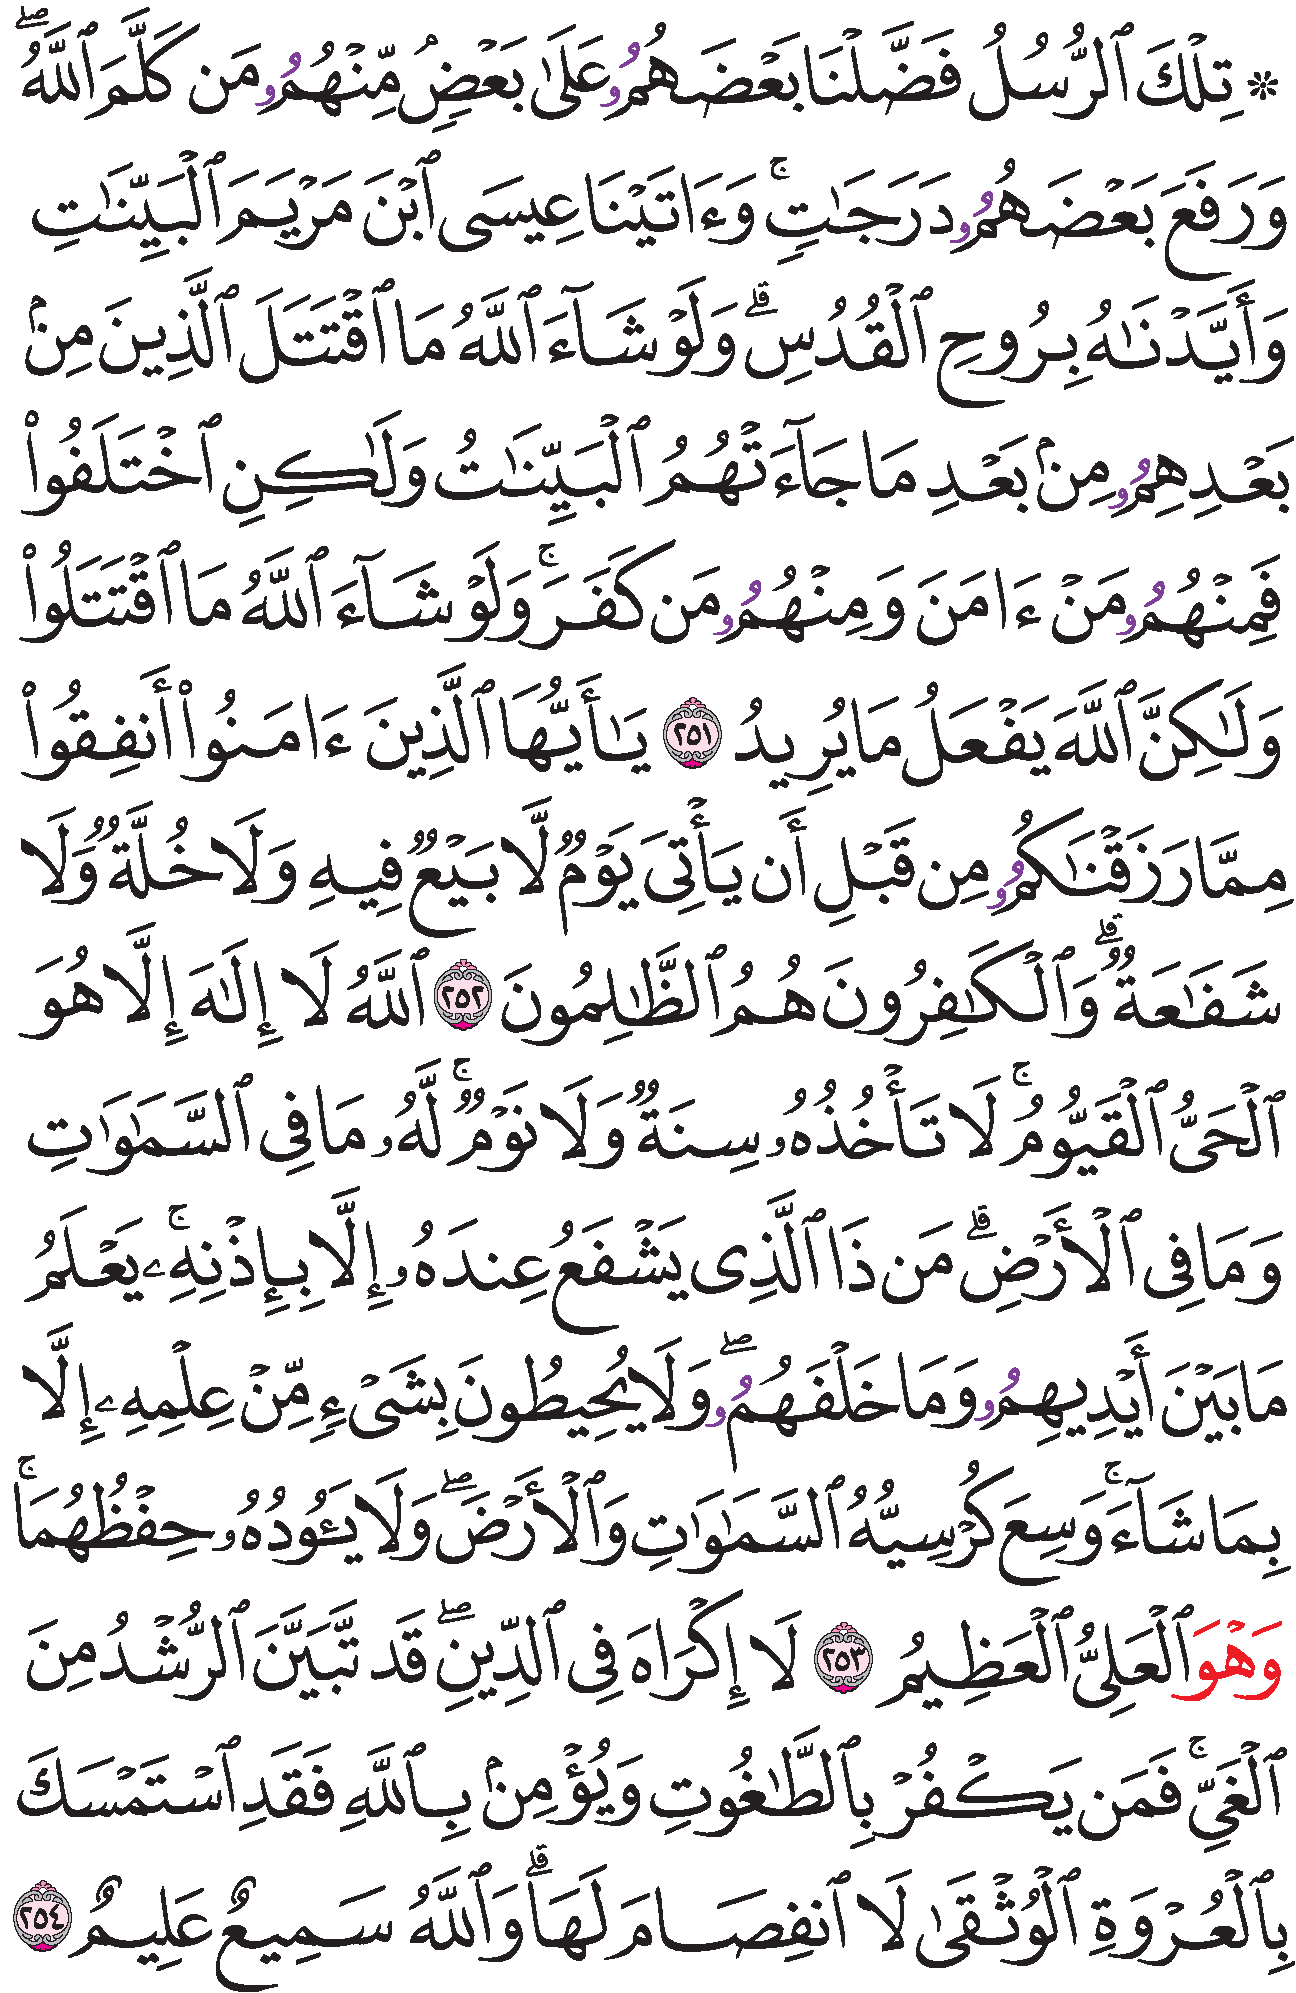 ۞ تِلْكَ ٱلرُّسُلُ فَضَّلْنَا بَعْضَهُمُۥ عَلَىٰ بَعْضٍۢ مِّنْهُمُۥ مَن كَلَّمَ ٱللَّهُۖ
وَرَفَعَ بَعْضَهُمُۥ دَرَجَٰتٍۚ وَءَاتَيْنَا عِيسَى ٱبْنَ مَرْيَمَ ٱلْبَيِّنَٰتِ
وَأَيَّدْنَٰهُ بِرُوحِ ٱلْقُدُسِۗ وَلَوْ شَآءَ ٱللَّهُ مَا ٱقْتَتَلَ ٱلَّذِينَ مِنۢ
بَعْدِهِمُۥ مِنۢ بَعْدِ مَا جَآءَتْهُمُ ٱلْبَيِّنَٰتُ وَلَٰكِنِ ٱخْتَلَفُوا۟
فَمِنْهُمُۥ مَنْ ءَامَنَ وَمِنْهُمُۥ مَن كَفَرَۚ وَلَوْ شَآءَ ٱللَّهُ مَا ٱقْتَتَلُوا۟
وَلَٰكِنَّ ٱللَّهَ يَفْعَلُ مَا يُرِيدُ ٢٥١ يَٰٓأَيُّهَا ٱلَّذِينَ ءَامَنُوٓا۟ أَنفِقُوا۟
مِمَّا رَزَقْنَٰكُمُۥ مِن قَبْلِ أَن يَأْتِىَ يَوْمٌ لَّا بَيْعٌ فِيهِ وَلَا خُلَّةٌ وَلَا
شَفَٰعَةٌۗ وَٱلْكَٰفِرُونَ هُمُ ٱلظَّٰلِمُونَ ٢٥٢ ٱللَّهُ لَا إِلَٰهَ إِلَّا هُوَ
ٱلْحَىُّ ٱلْقَيُّومُۚ لَا تَأْخُذُهُۥ سِنَةٌ وَلَا نَوْمٌۚ لَّهُۥ مَا فِى ٱلسَّمَٰوَٰتِ
وَمَا فِى ٱلْأَرْضِۗ مَن ذَا ٱلَّذِى يَشْفَعُ عِندَهُۥ إِلَّا بِإِذْنِهِۦۚ يَعْلَمُ
مَا بَيْنَ أَيْدِيهِمُۥ وَمَا خَلْفَهُمُۥۖ وَلَا يُحِيطُونَ بِشَىْءٍ مِّنْ عِلْمِهِۦ إِلَّا
بِمَا شَآءَۚ وَسِعَ كُرْسِيُّهُ ٱلسَّمَٰوَٰتِ وَٱلْأَرْضَۖ وَلَا يَـُٔودُهُۥ حِفْظُهُمَاۚ
وَهْوَ ٱلْعَلِىُّ ٱلْعَظِيمُ ٢٥٣ لَا إِكْرَاهَ فِى ٱلدِّينِۖ قَد تَّبَيَّنَ ٱلرُّشْدُ مِنَ
ٱلْغَىِّۚ فَمَن يَكْفُرْ بِٱلطَّٰغُوتِ وَيُؤْمِنۢ بِٱللَّهِ فَقَدِ ٱسْتَمْسَكَ
بِٱلْعُرْوَةِ ٱلْوُثْقَىٰ لَا ٱنفِصَامَ لَهَاۗ وَٱللَّهُ سَمِيعٌ عَلِيمٌ ٢٥٤